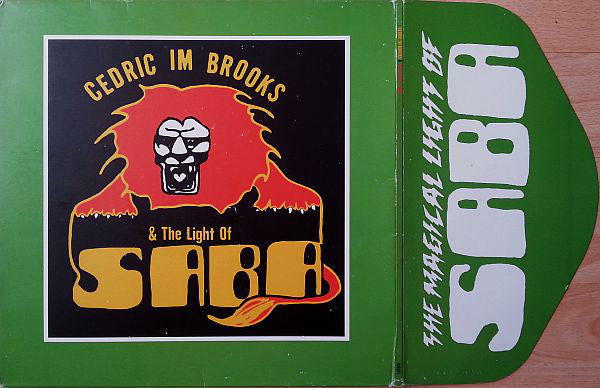 CEDRIC IM BROOKS
& The Light Of
SABA
THE MAGICAL LIGHT OF
SABA